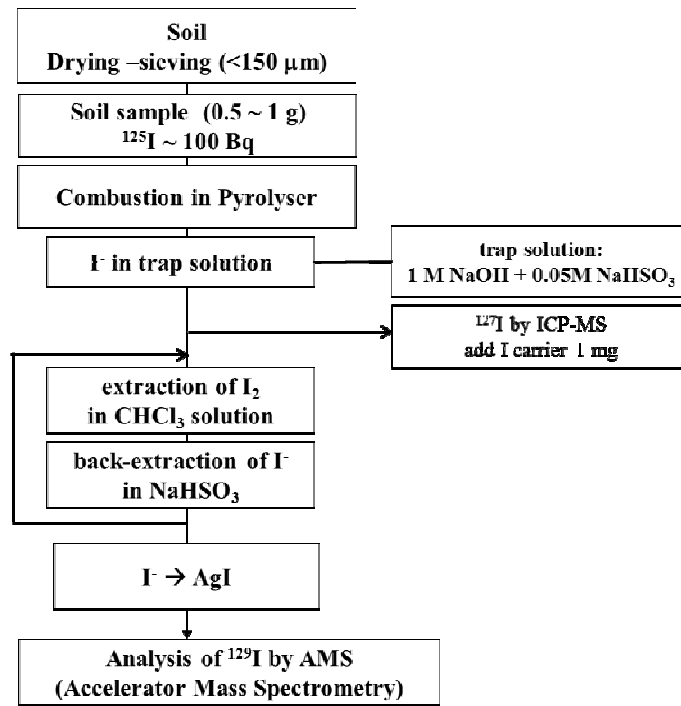 Soil
Drying –sieving (<150 μm)
Soil sample (0.5 ~ 1 g)
¹²⁵I ~ 100 Bq
Combustion in Pyrolyser
I⁻ in trap solution
trap solution:
1 M NaOH + 0.05M NaHSO₃
¹²⁷I by ICP-MS
add I carrier 1 mg
extraction of I₂
in CHCl₃ solution
back-extraction of I⁻
in NaHSO₃
I⁻ → AgI
Analysis of ¹²⁹I by AMS
(Accelerator Mass Spectrometry)